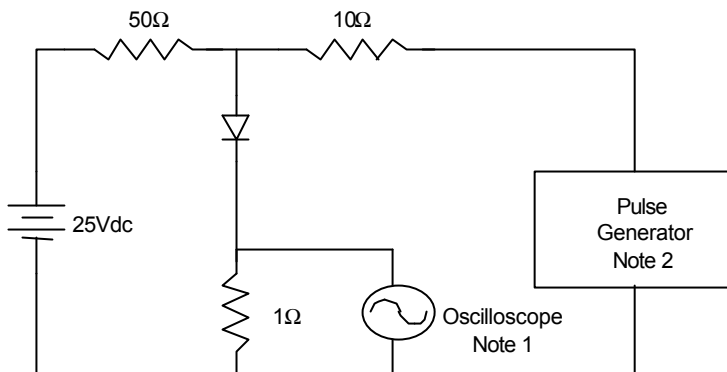 50Ω
10Ω
25Vdc
Pulse
Generator
Note 2
1Ω
Oscilloscope
Note 1